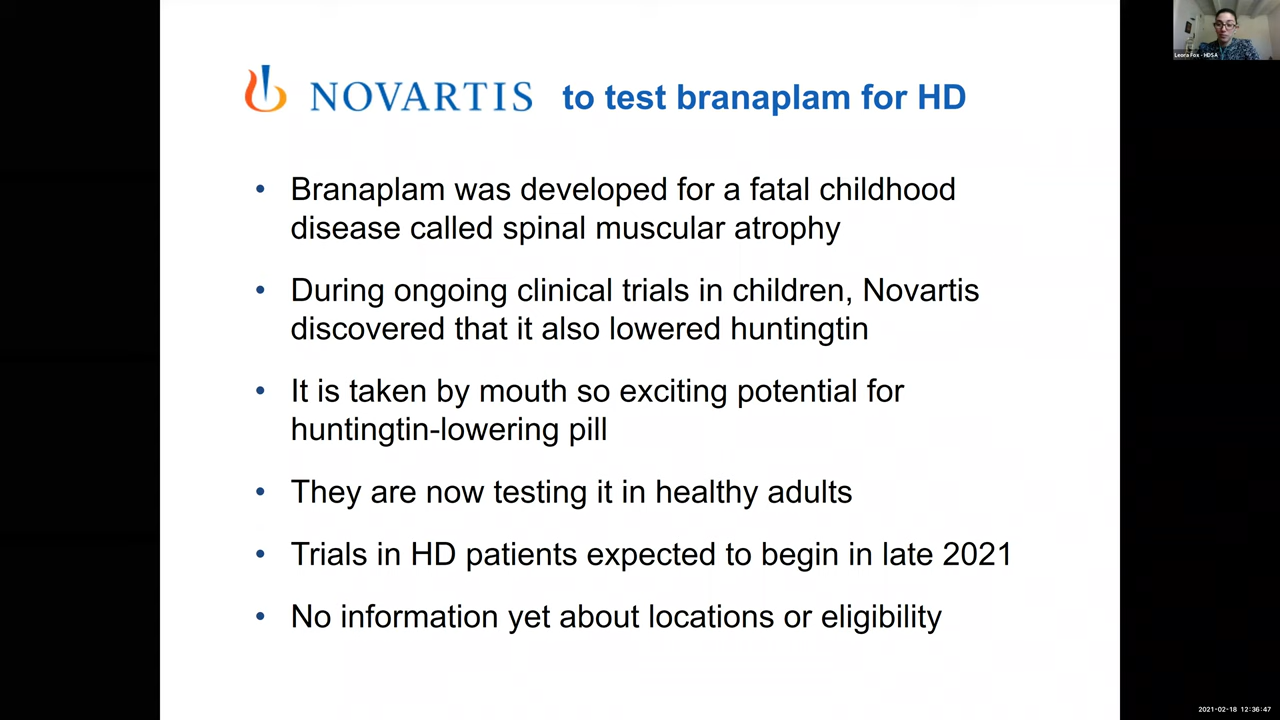 Leora Fox - HDSA
NOVARTIS to test branaplam for HD
• Branaplam was developed for a fatal childhood
disease called spinal muscular atrophy
• During ongoing clinical trials in children, Novartis
discovered that it also lowered huntingtin
• It is taken by mouth so exciting potential for
huntingtin-lowering pill
• They are now testing it in healthy adults
• Trials in HD patients expected to begin in late 2021
• No information yet about locations or eligibility
2021-02-18 12:36:47